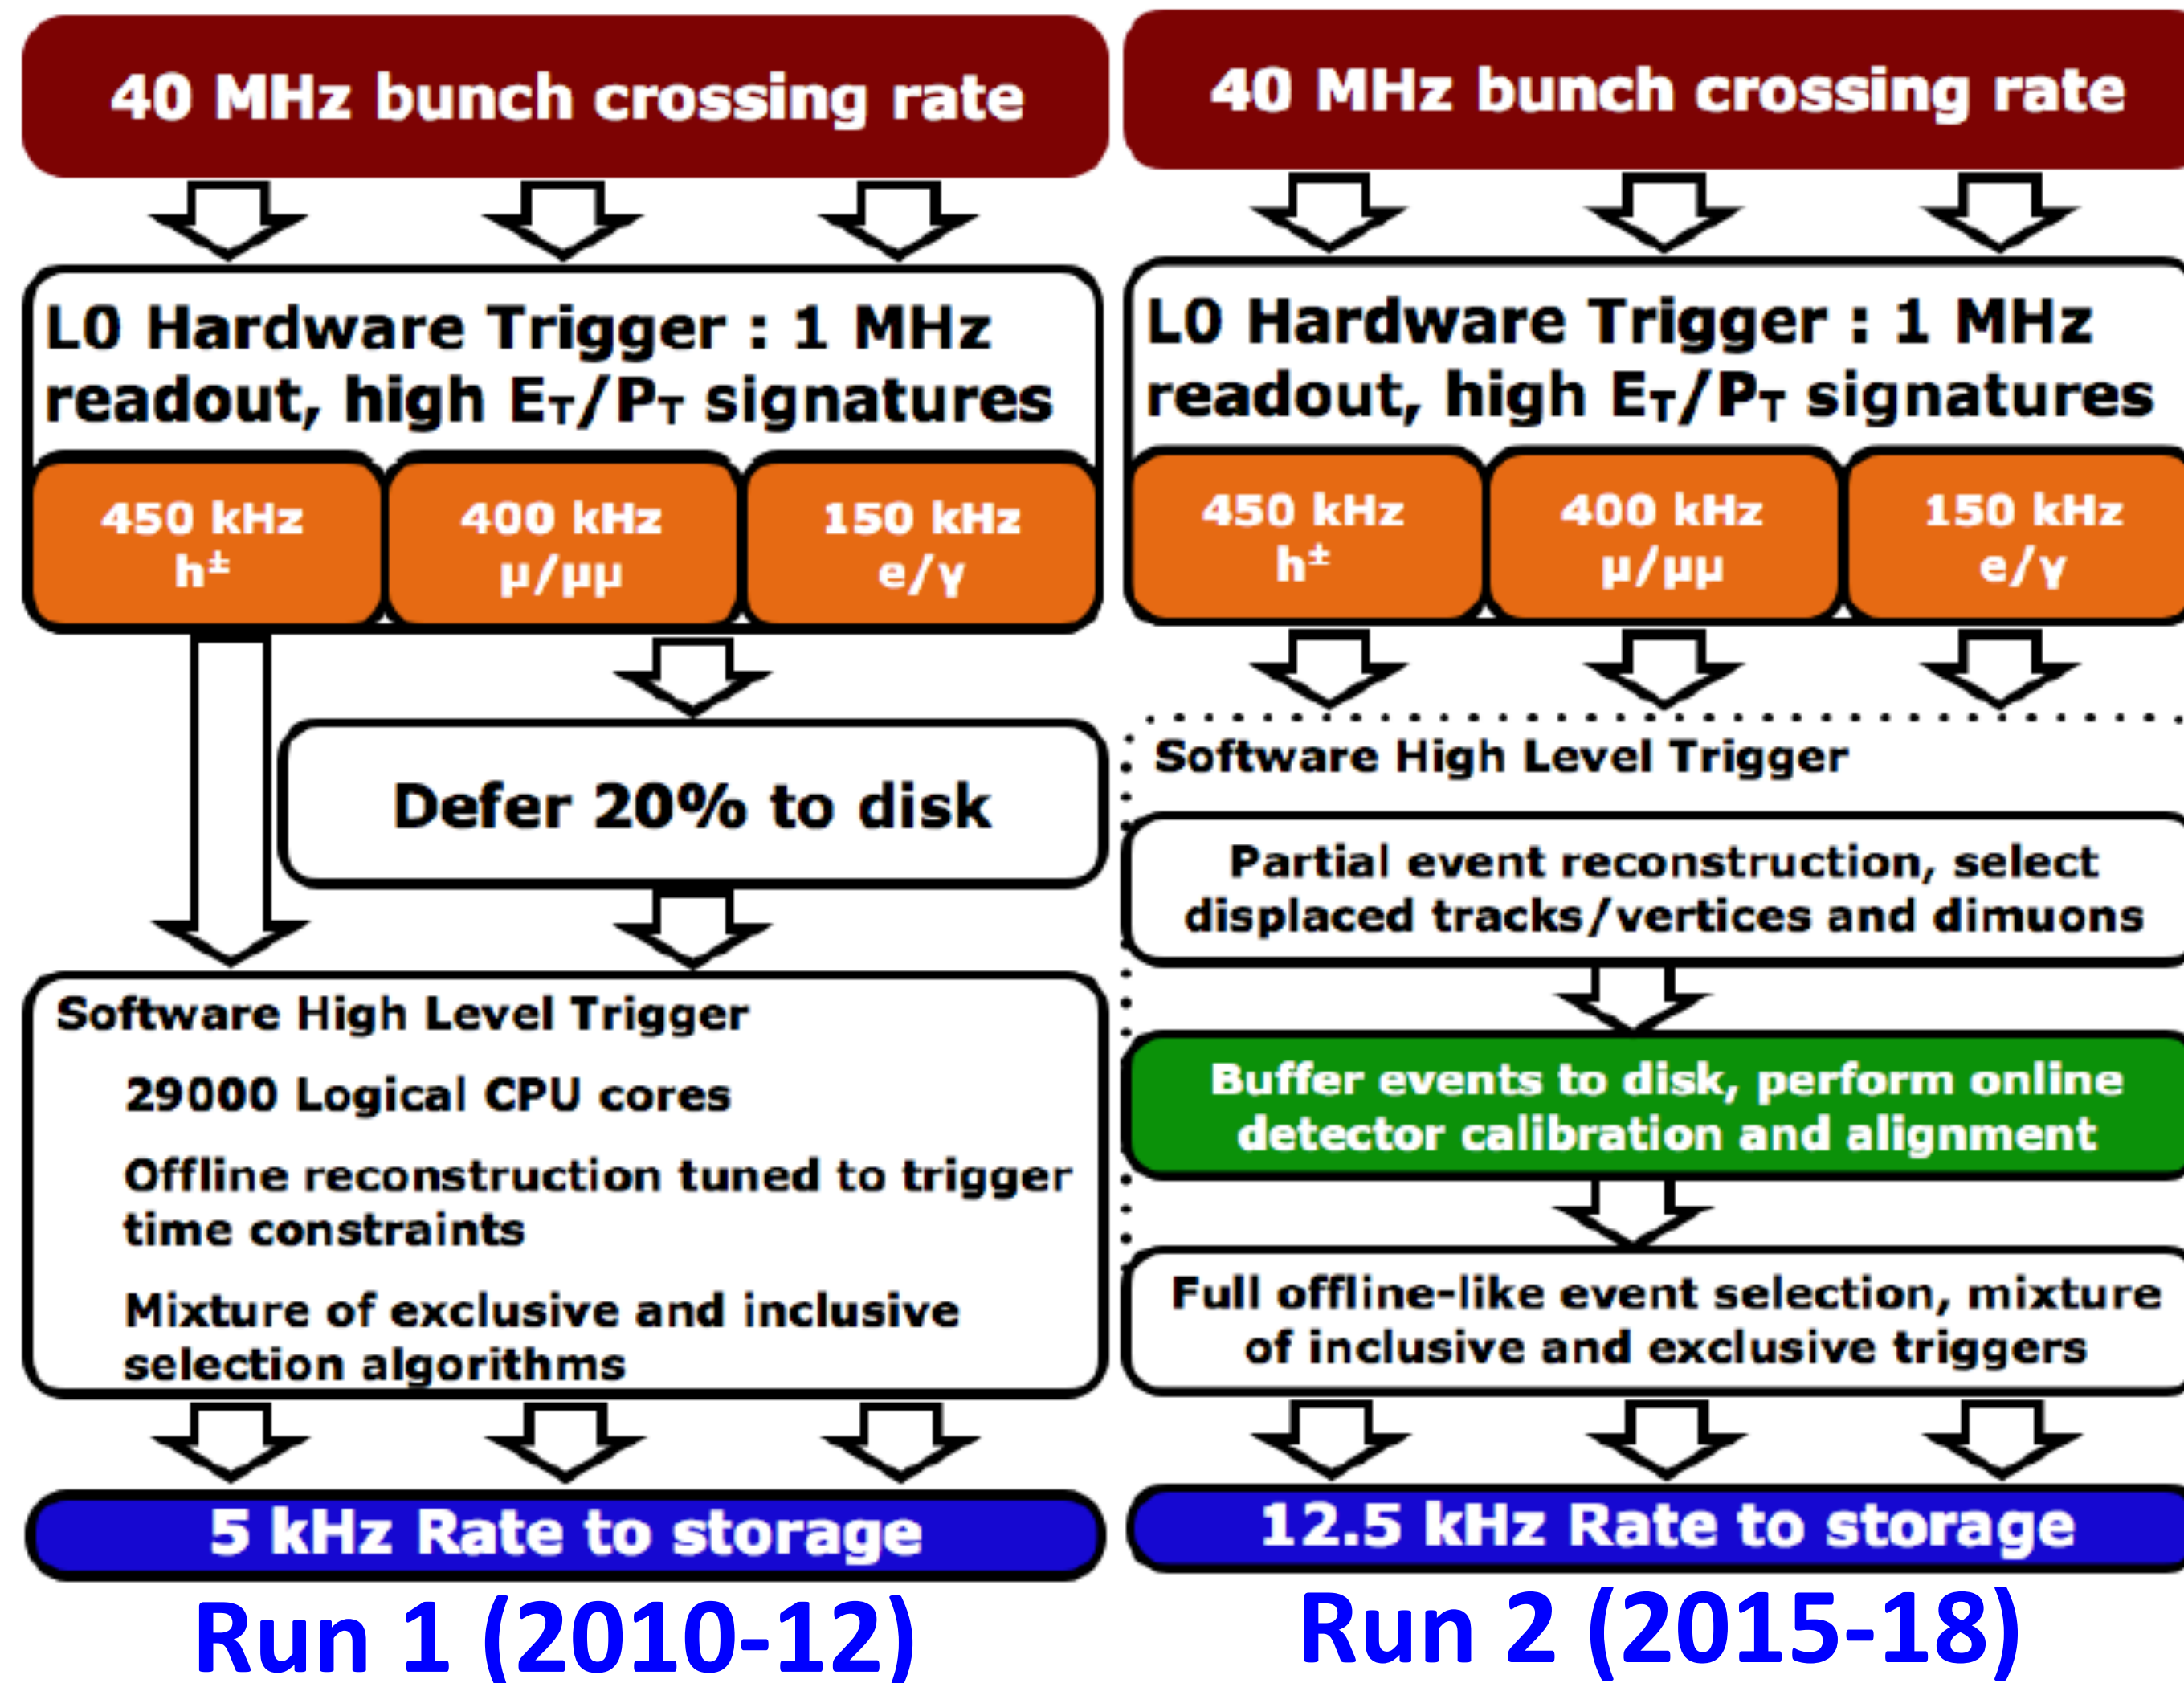 40 MHz bunch crossing rate
L0 Hardware Trigger : 1 MHz
readout, high ET/PT signatures
450 kHz
h±
400 kHz
μ/μμ
150 kHz
e/γ
Defer 20% to disk
Software High Level Trigger
29000 Logical CPU cores
Offline reconstruction tuned to trigger
time constraints
Mixture of exclusive and inclusive
selection algorithms
5 kHz Rate to storage
Run 1 (2010-12)
40 MHz bunch crossing rate
L0 Hardware Trigger : 1 MHz
readout, high ET/PT signatures
450 kHz
h±
400 kHz
μ/μμ
150 kHz
e/γ
Software High Level Trigger
Partial event reconstruction, select
displaced tracks/vertices and dimuons
Buffer events to disk, perform online
detector calibration and alignment
Full offline-like event selection, mixture
of inclusive and exclusive triggers
12.5 kHz Rate to storage
Run 2 (2015-18)